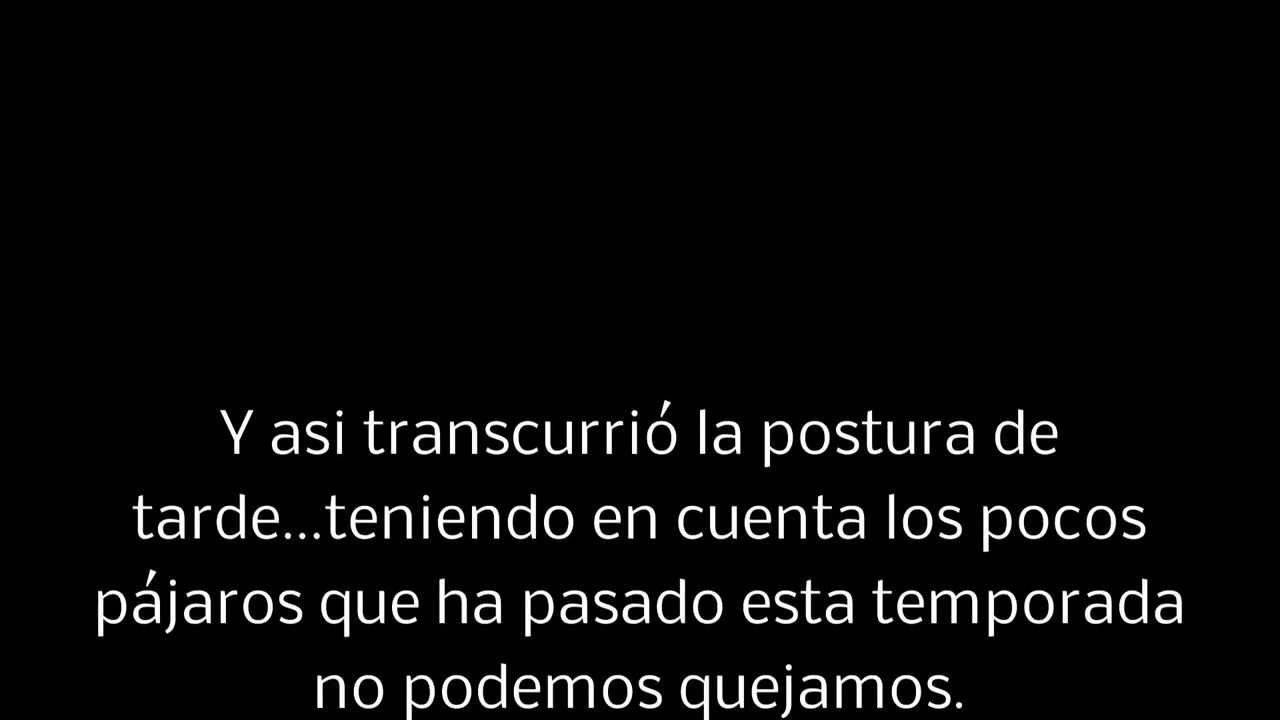 Y asi transcurrió la postura de
tarde...teniendo en cuenta los pocos
pájaros que ha pasado esta temporada
no podemos quejamos.